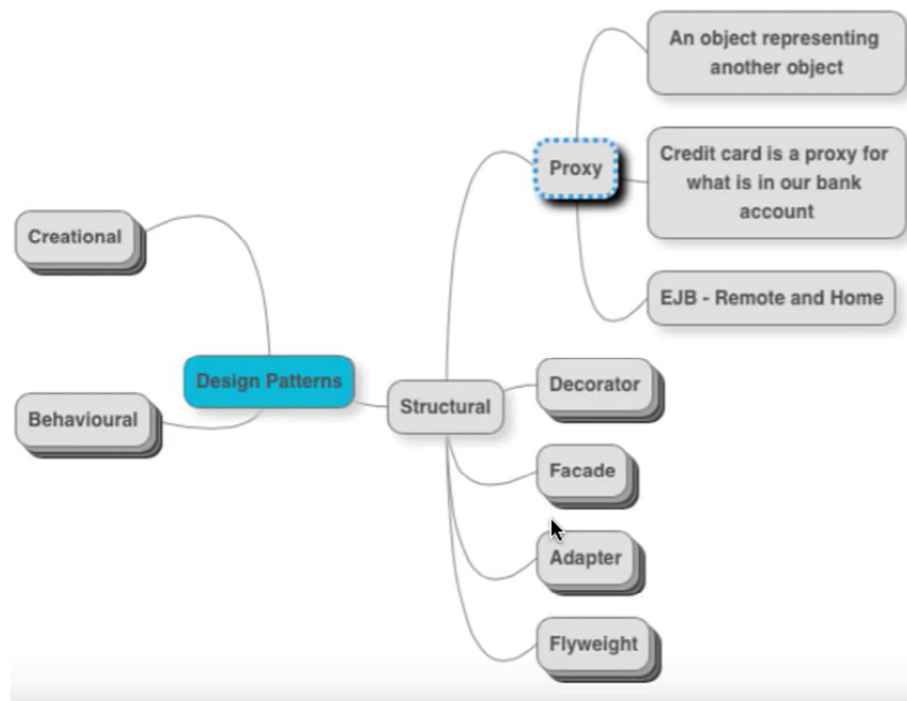 An object representing
another object
Proxy
Credit card is a proxy for
what is in our bank
account
Creational
EJB - Remote and Home
Design Patterns
Decorator
Structural
Behavioural
Facade
Adapter
Flyweight